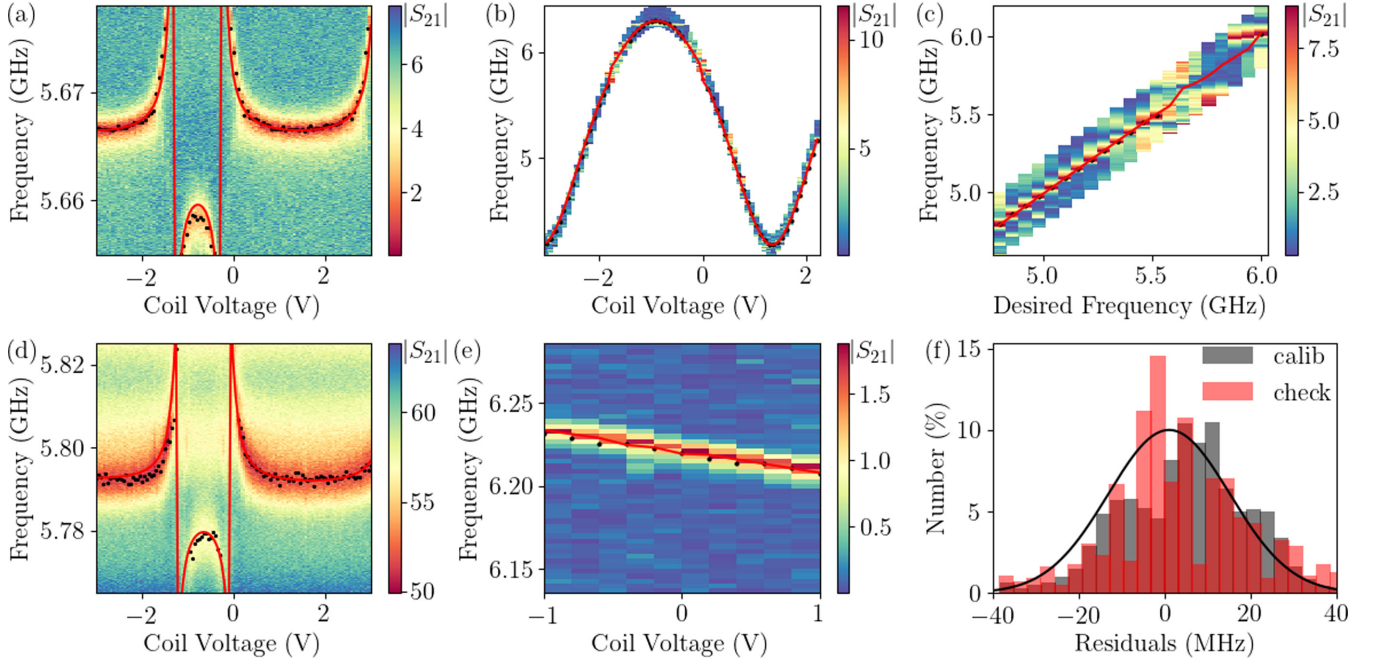 (a)
|S21|
5.67
5.66
Frequency (GHz)
−2
0
2
Coil Voltage (V)
6
4
2
(b)
|S21|
6
5
Frequency (GHz)
−2
0
2
Coil Voltage (V)
10
5
(c)
|S21|
6.0
5.5
5.0
Frequency (GHz)
5.0
5.5
6.0
Desired Frequency (GHz)
7.5
5.0
2.5
(d)
|S21|
5.82
5.80
5.78
Frequency (GHz)
−2
0
2
Coil Voltage (V)
60
55
50
(e)
|S21|
6.25
6.20
6.15
Frequency (GHz)
−1
0
1
Coil Voltage (V)
1.5
1.0
0.5
(f)
calib
check
15
10
5
0
Number (%)
−40
−20
0
20
40
Residuals (MHz)